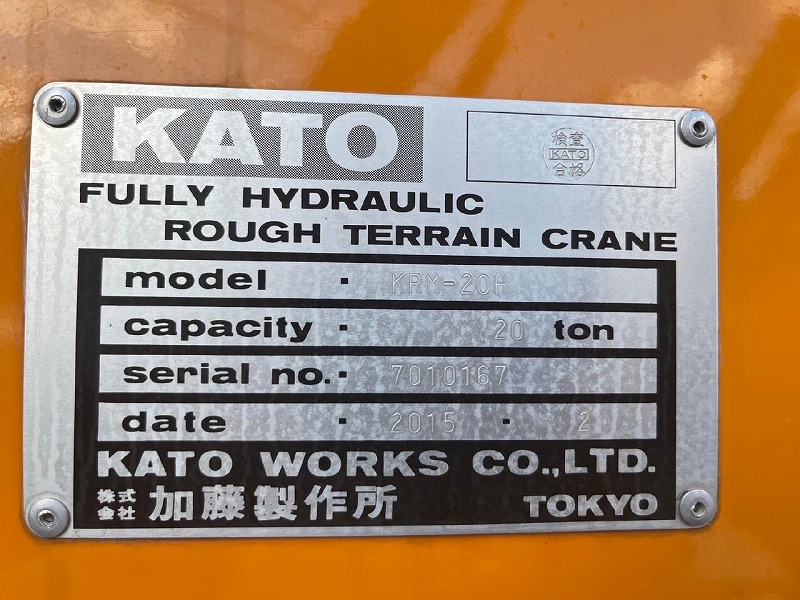 KATO
検査
KATO
合格
FULLY HYDRAULIC
ROUGH TERRAIN CRANE
model · KRM-20H
capacity · 20 ton
serial no. · 7010167
date · 2015 · 2
KATO WORKS CO.,LTD.
株式会社 加藤製作所 TOKYO